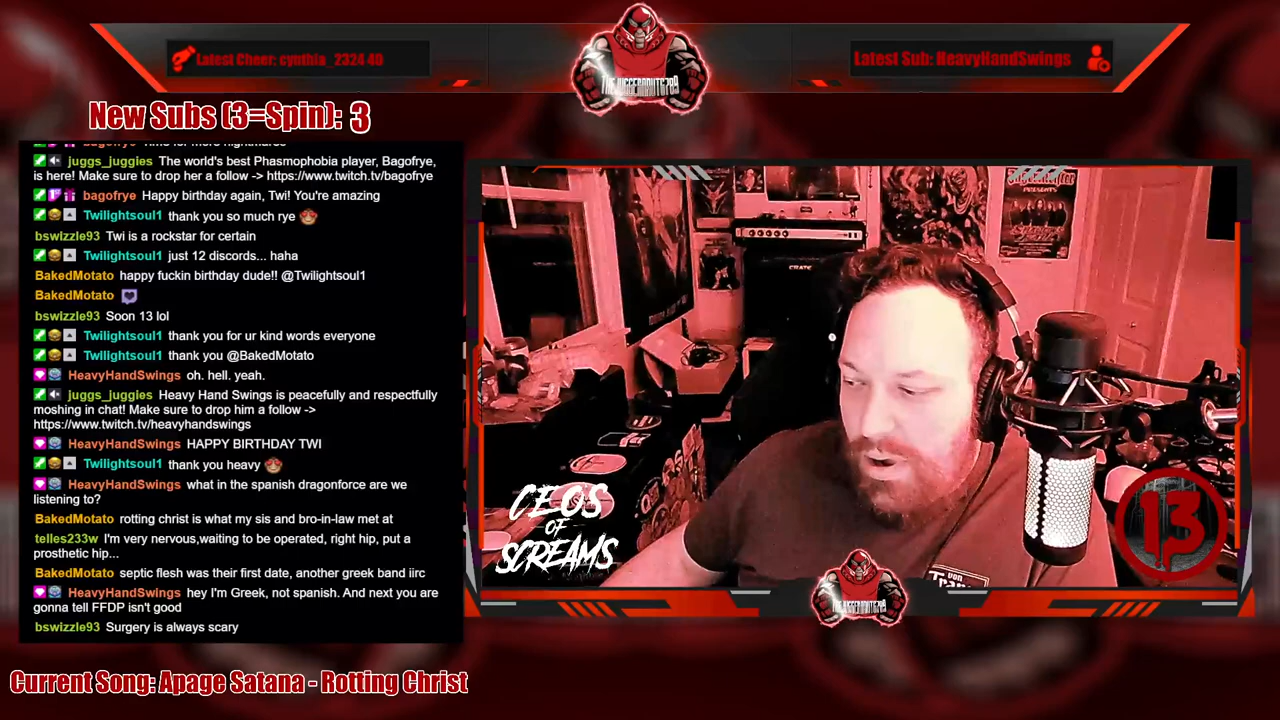 Latest Cheer: cynthia_2324 40
THEJUGGERNAUT6789
Latest Sub: HeavyHandSwings
New Subs (3=Spin): 3
juggs_juggies The world's best Phasmophobia player, Bagofrye,
is here! Make sure to drop her a follow -> https://www.twitch.tv/bagofrye
bagofrye Happy birthday again, Twi! You're amazing
Twilightsoul1 thank you so much rye
bswizzle93 Twi is a rockstar for certain
Twilightsoul1 just 12 discords... haha
BakedMotato happy fuckin birthday dude!! @Twilightsoul1
BakedMotato
bswizzle93 Soon 13 lol
Twilightsoul1 thank you for ur kind words everyone
Twilightsoul1 thank you @BakedMotato
HeavyHandSwings oh. hell. yeah.
juggs_juggies Heavy Hand Swings is peacefully and respectfully
moshing in chat! Make sure to drop him a follow ->
https://www.twitch.tv/heavyhandswings
HeavyHandSwings HAPPY BIRTHDAY TWI
Twilightsoul1 thank you heavy
HeavyHandSwings what in the spanish dragonforce are we
listening to?
BakedMotato rotting christ is what my sis and bro-in-law met at
telles233w I'm very nervous,waiting to be operated, right hip, put a
prosthetic hip...
BakedMotato septic flesh was their first date, another greek band iirc
HeavyHandSwings hey I'm Greek, not spanish. And next you are
gonna tell FFDP isn't good
bswizzle93 Surgery is always scary
CRATE
PRESENTS
CEOS
OF
SCREAMS
13
VON
Current Song: Apage Satana - Rotting Christ